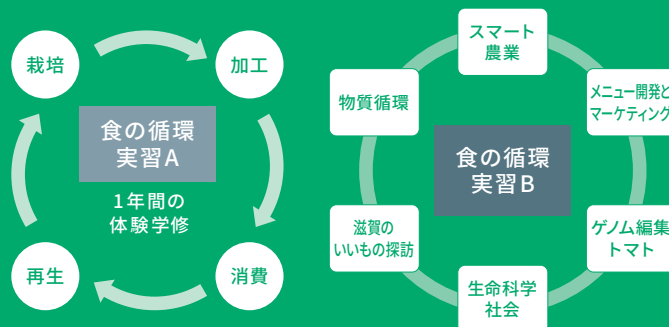 栽培
加工
食の循環
実習A
1年間の
体験学修
再生
消費
スマート
農業
物質循環
メニュー開発と
マーケティング
食の循環
実習B
滋賀の
いいもの探訪
ゲノム編集
トマト
生命科学
社会